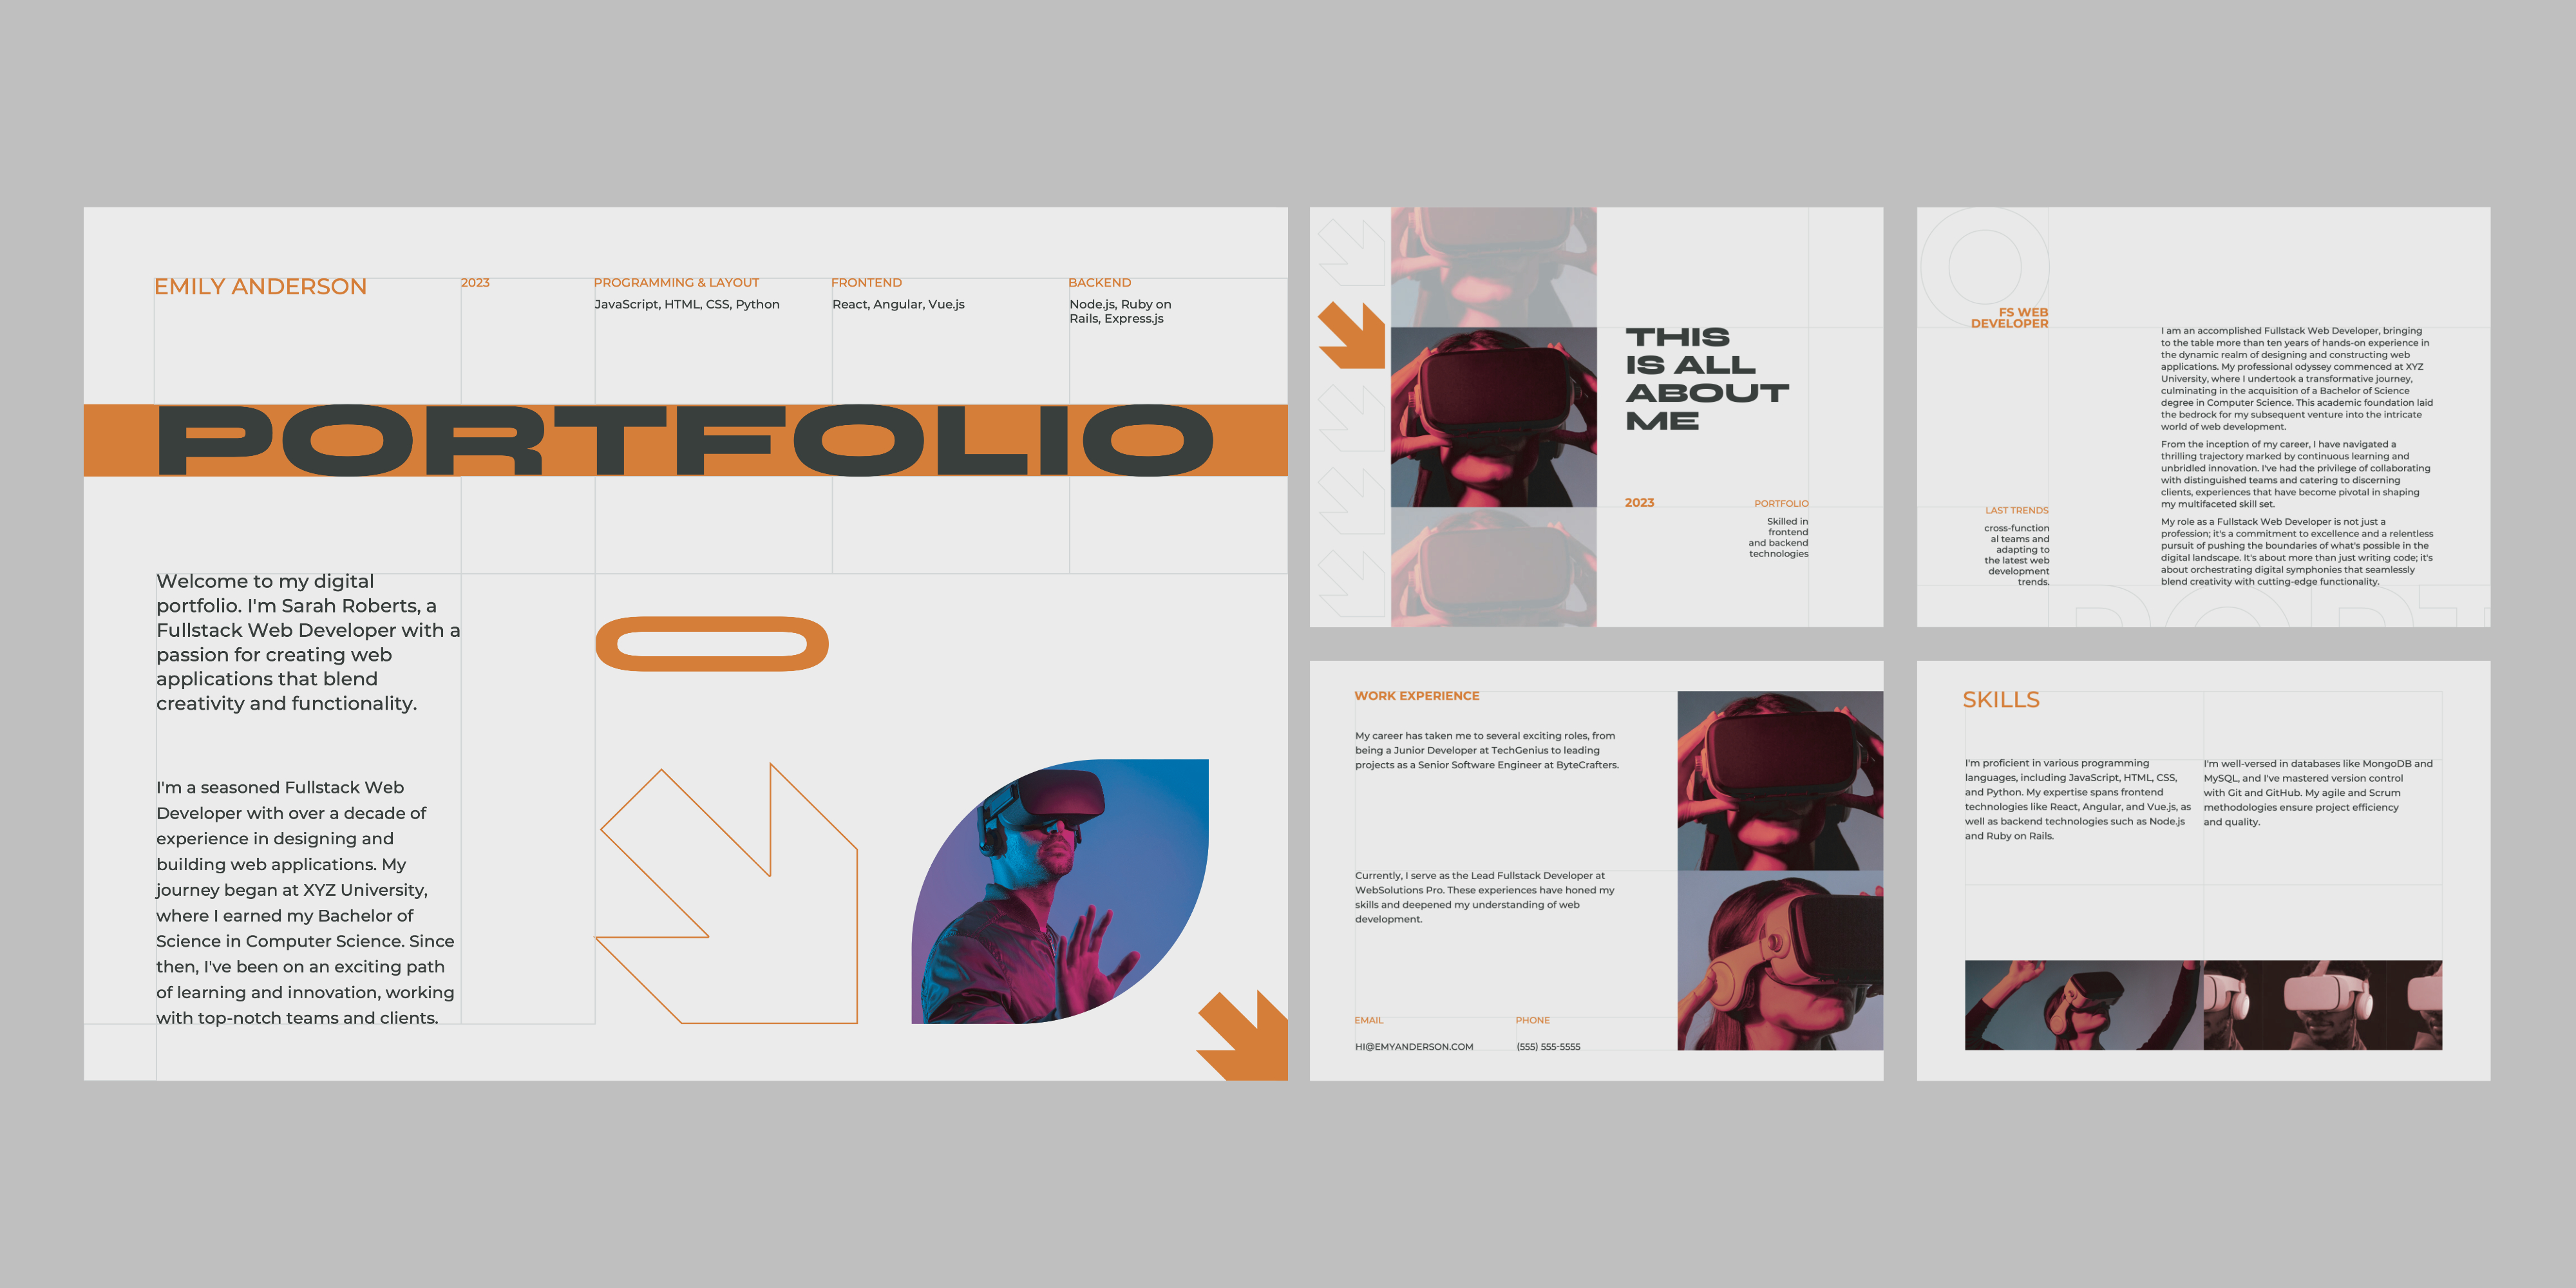 EMILY ANDERSON
2023
PROGRAMMING & LAYOUT
JavaScript, HTML, CSS, Python
FRONTEND
React, Angular, Vue.js
BACKEND
Node.js, Ruby on
Rails, Express.js
PORTFOLIO
Welcome to my digital
portfolio. I'm Sarah Roberts, a
Fullstack Web Developer with a
passion for creating web
applications that blend
creativity and functionality.
I'm a seasoned Fullstack Web
Developer with over a decade of
experience in designing and
building web applications. My
journey began at XYZ University,
where I earned my Bachelor of
Science in Computer Science. Since
then, I've been on an exciting path
of learning and innovation, working
with top-notch teams and clients.
O
THIS
IS ALL
ABOUT
ME
2023
PORTFOLIO
Skilled in
frontend
and backend
technologies
O
FS WEB
DEVELOPER
I am an accomplished Fullstack Web Developer, bringing
to the table more than ten years of hands-on experience in
the dynamic realm of designing and constructing web
applications. My professional odyssey commenced at XYZ
University, where I undertook a transformative journey,
culminating in the acquisition of a Bachelor of Science
degree in Computer Science. This academic foundation laid
the bedrock for my subsequent venture into the intricate
world of web development.
From the inception of my career, I have navigated a
thrilling trajectory marked by continuous learning and
unbridled innovation. I've had the privilege of collaborating
with distinguished teams and catering to discerning
clients, experiences that have become pivotal in shaping
my multifaceted skill set.
My role as a Fullstack Web Developer is not just a
profession; it's a commitment to excellence and a relentless
pursuit of pushing the boundaries of what's possible in the
digital landscape. It's about more than just writing code; it's
about orchestrating digital symphonies that seamlessly
blend creativity with cutting-edge functionality.
LAST TRENDS
cross-function
al teams and
adapting to
the latest web
development
trends.
PORT
WORK EXPERIENCE
My career has taken me to several exciting roles, from
being a Junior Developer at TechGenius to leading
projects as a Senior Software Engineer at ByteCrafters.
Currently, I serve as the Lead Fullstack Developer at
WebSolutions Pro. These experiences have honed my
skills and deepened my understanding of web
development.
EMAIL
HI@EMYANDERSON.COM
PHONE
(555) 555-5555
SKILLS
I'm proficient in various programming
languages, including JavaScript, HTML, CSS,
and Python. My expertise spans frontend
technologies like React, Angular, and Vue.js, as
well as backend technologies such as Node.js
and Ruby on Rails.
I'm well-versed in databases like MongoDB and
MySQL, and I've mastered version control
with Git and GitHub. My agile and Scrum
methodologies ensure project efficiency
and quality.